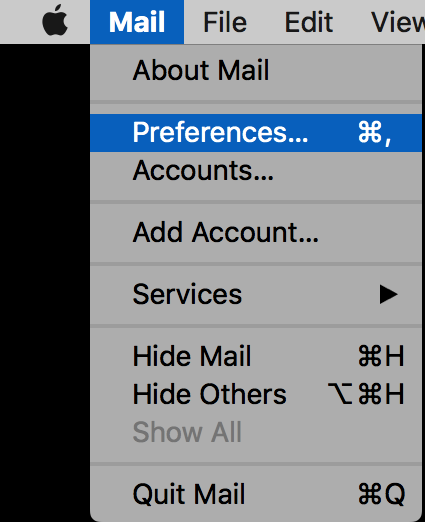 Mail File Edit View
About Mail
Preferences... ⌘,
Accounts...
Add Account...
Services ▶
Hide Mail ⌘H
Hide Others ⌥⌘H
Show All
Quit Mail ⌘Q